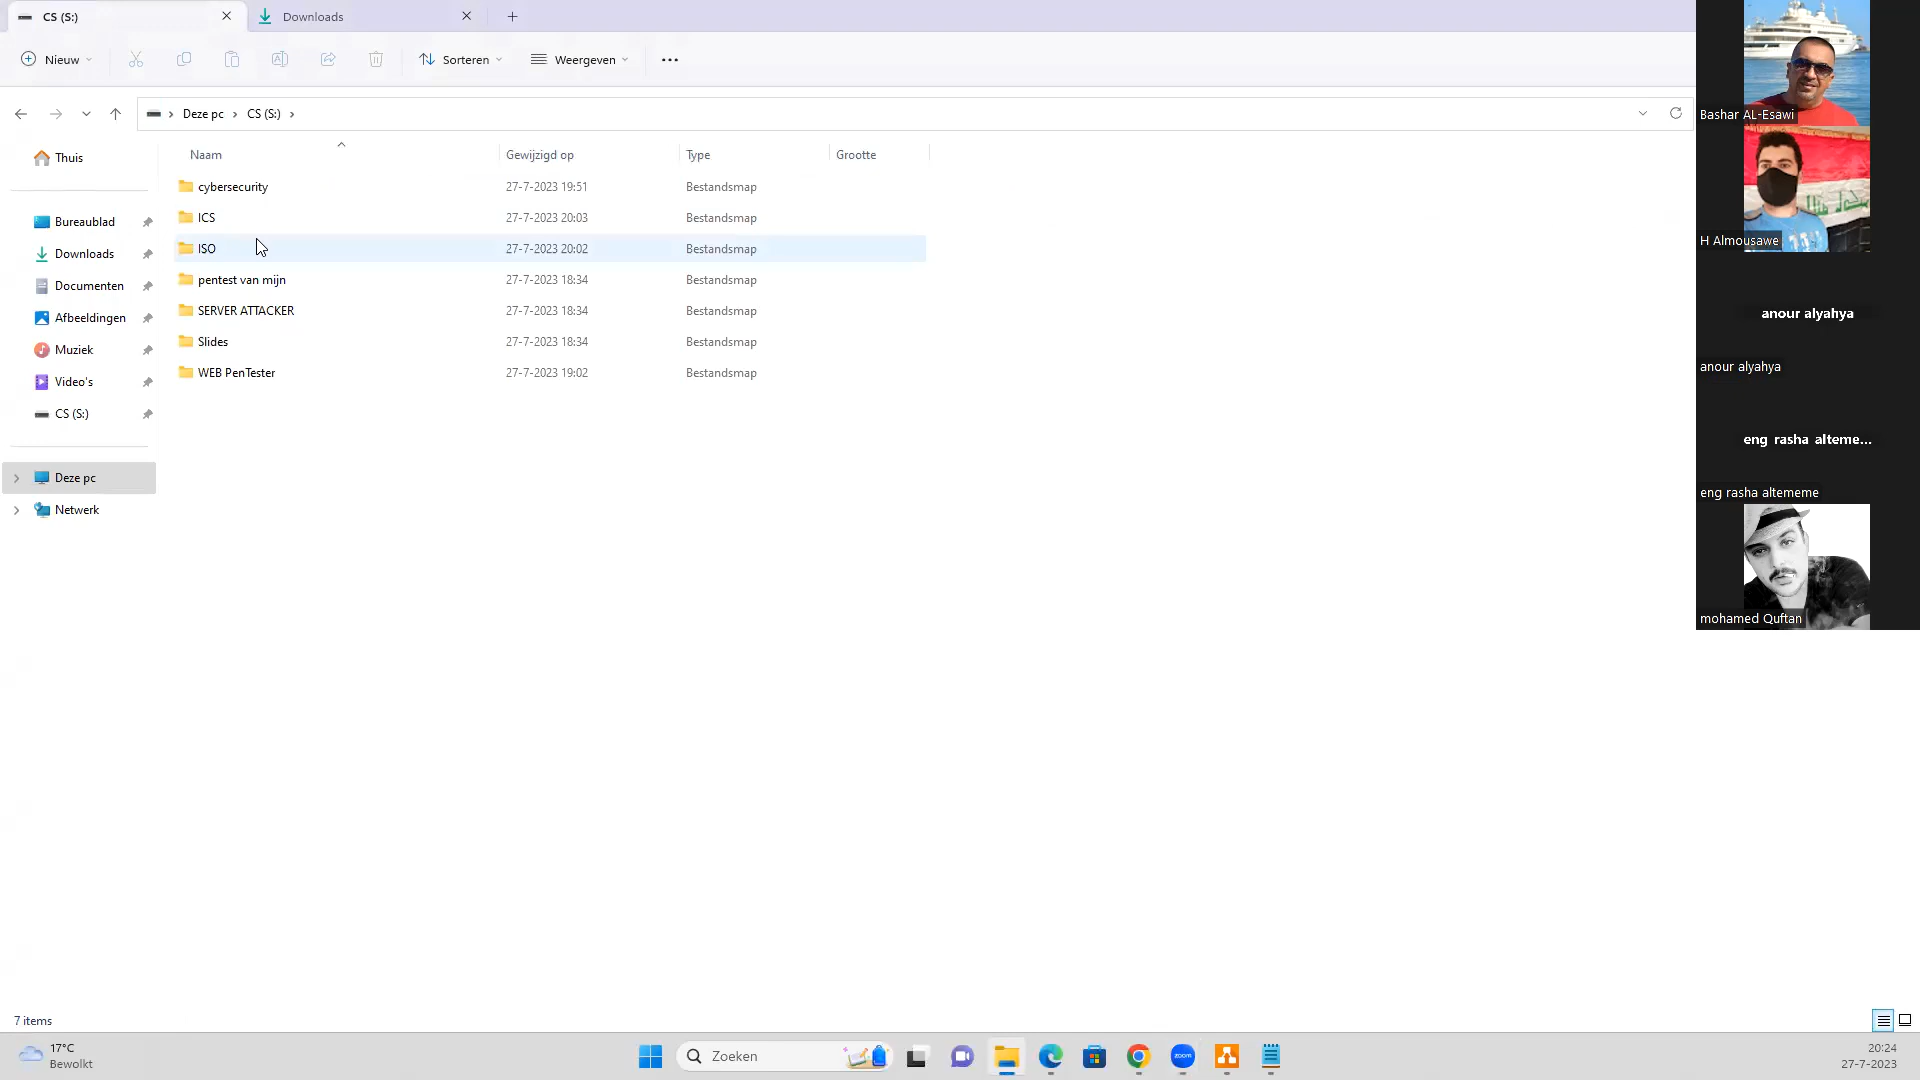 CS (S:)
Downloads
Nieuw
Sorteren
Weergeven
Deze pc
CS (S:)
Thuis
Bureaublad
Downloads
Documenten
Afbeeldingen
Muziek
Video's
CS (S:)
Deze pc
Netwerk
Naam Gewijzigd op Type Grootte
cybersecurity 27-7-2023 19:51 Bestandsmap
ICS 27-7-2023 20:03 Bestandsmap
ISO 27-7-2023 20:02 Bestandsmap
pentest van mijn 27-7-2023 18:34 Bestandsmap
SERVER ATTACKER 27-7-2023 18:34 Bestandsmap
Slides 27-7-2023 18:34 Bestandsmap
WEB PenTester 27-7-2023 19:02 Bestandsmap
Bashar AL-Esawi
H Almousawe
anour alyahya
anour alyahya
eng rasha alteme...
eng rasha altememe
mohamed Quftan
7 items
17°C
Bewolkt
Zoeken
zoom
20:24
27-7-2023